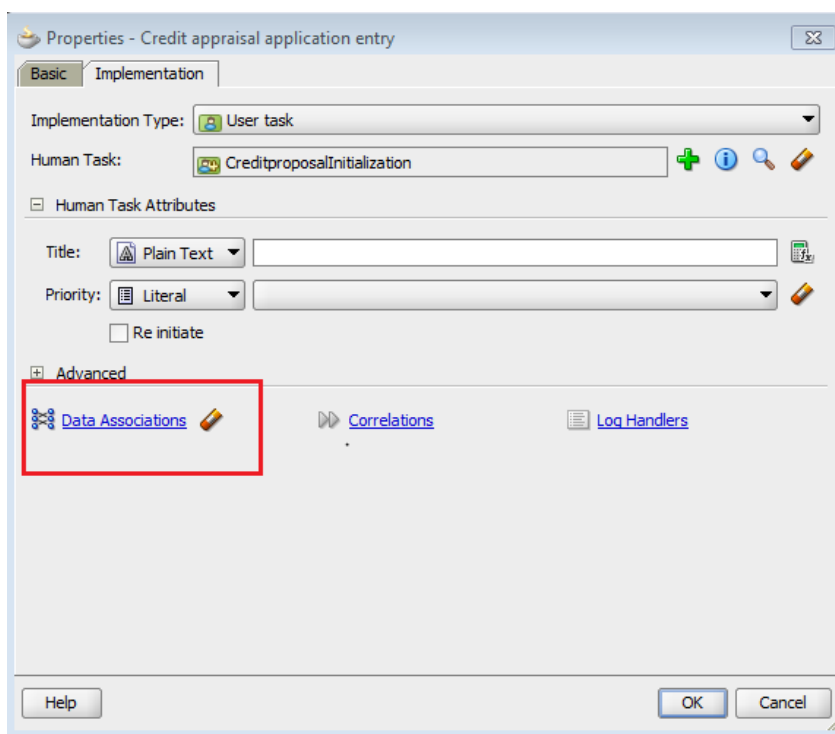 Properties - Credit appraisal application entry
Basic Implementation
Implementation Type: User task
Human Task: CreditproposalInitialization
Human Task Attributes
Title: Plain Text
Priority: Literal
Re initiate
Advanced
Data Associations Correlations Log Handlers
Help OK Cancel